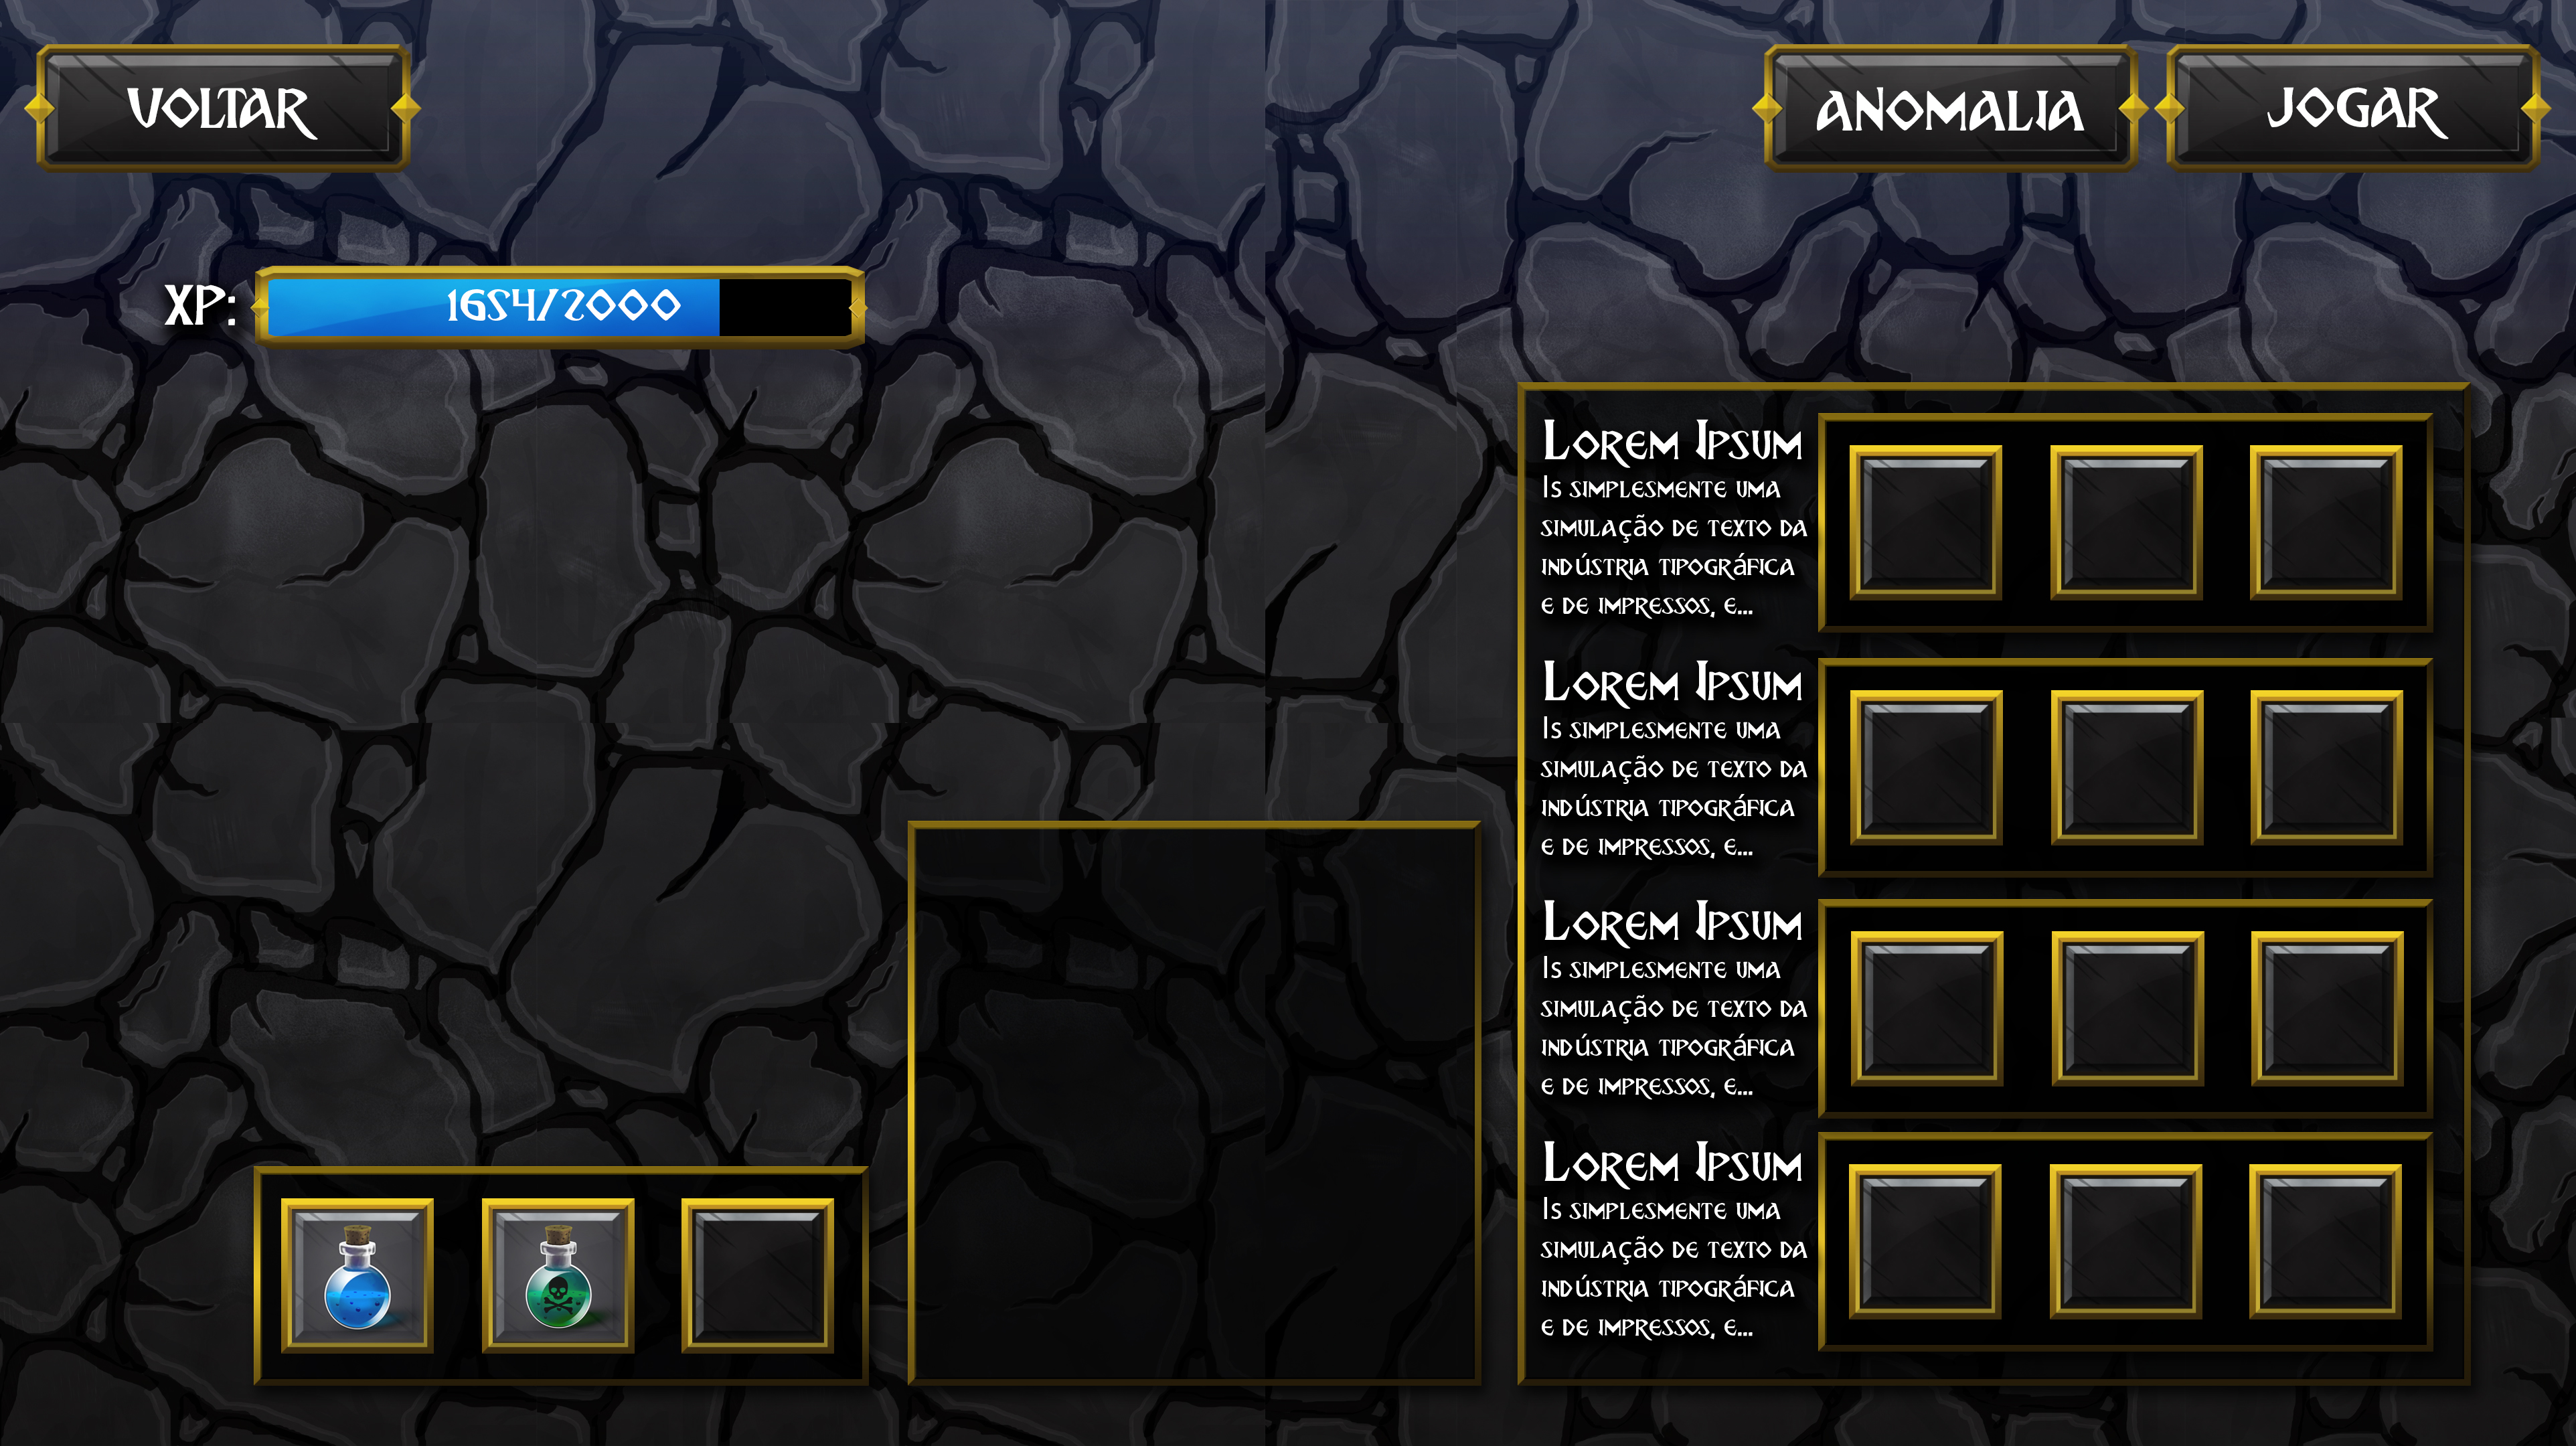 VOLTAR
ANOMALIA
JOGAR
XP:
1654/2000
Lorem Ipsum
Is simplesmente uma
simulação de texto da
indústria tipográfica
e de impressos, e...
Lorem Ipsum
Is simplesmente uma
simulação de texto da
indústria tipográfica
e de impressos, e...
Lorem Ipsum
Is simplesmente uma
simulação de texto da
indústria tipográfica
e de impressos, e...
Lorem Ipsum
Is simplesmente uma
simulação de texto da
indústria tipográfica
e de impressos, e...